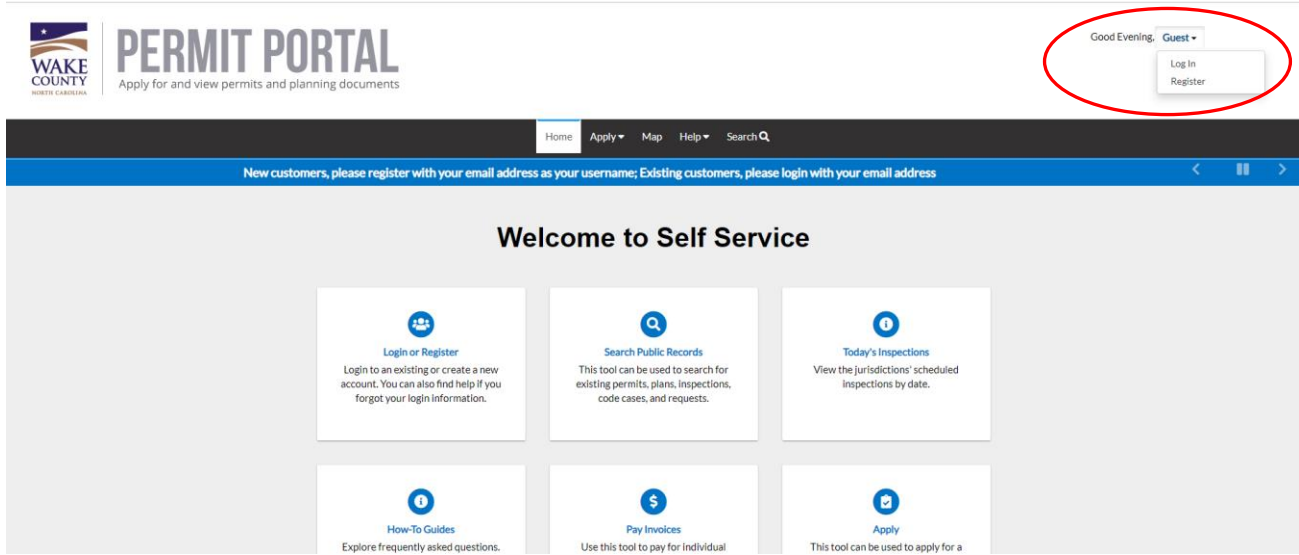 WAKE
COUNTY
NORTH CAROLINA
PERMIT PORTAL
Apply for and view permits and planning documents
Good Evening, Guest
Log In
Register
Home Apply Map Help Search
New customers, please register with your email address as your username; Existing customers, please login with your email address
Welcome to Self Service
Login or Register
Login to an existing or create a new
account. You can also find help if you
forgot your login information.
Search Public Records
This tool can be used to search for
existing permits, plans, inspections,
code cases, and requests.
Today's Inspections
View the jurisdictions' scheduled
inspections by date.
How-To Guides
Explore frequently asked questions.
Pay Invoices
Use this tool to pay for individual
Apply
This tool can be used to apply for a